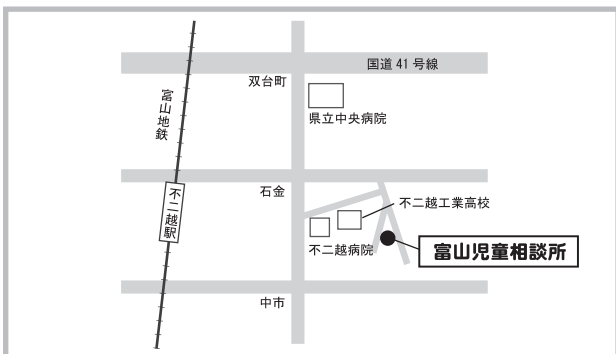 国道41号線
双台町
県立中央病院
富山地鉄
石金
不二越工業高校
不二越駅
不二越病院
富山児童相談所
中市